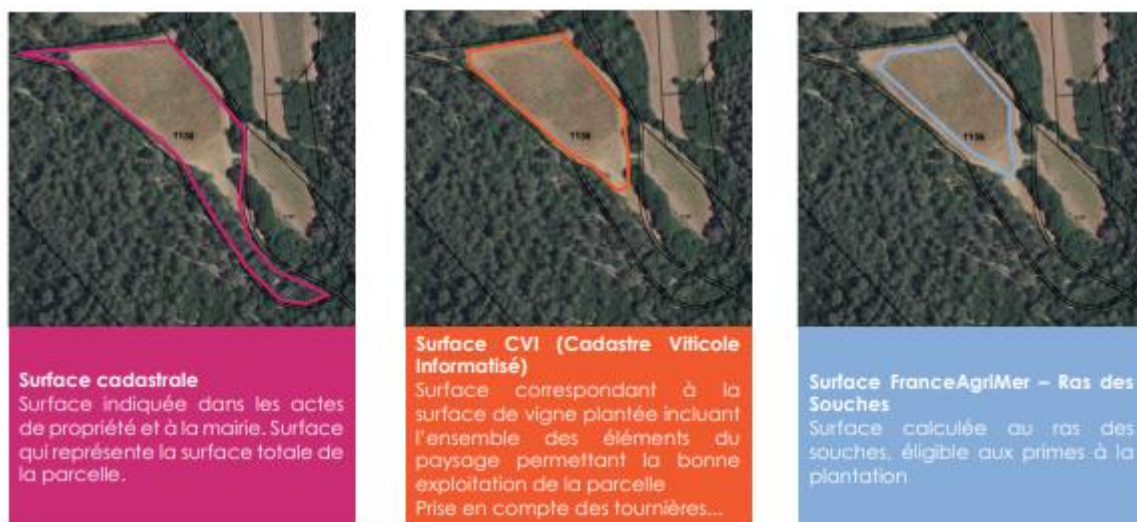 1136
1136
1136
Surface cadastrale
Surface indiquée dans les actes
de propriété et à la mairie. Surface
qui représente la surface totale de
la parcelle.
Surface CVI (Cadastre Viticole
Informatisé)
Surface correspondant à la
surface de vigne plantée incluant
l'ensemble des éléments du
paysage permettant la bonne
exploitation de la parcelle
Prise en compte des tournières...
Surface FranceAgriMer – Ras des
Souches
Surface calculée au ras des
souches, éligible aux primes à la
plantation